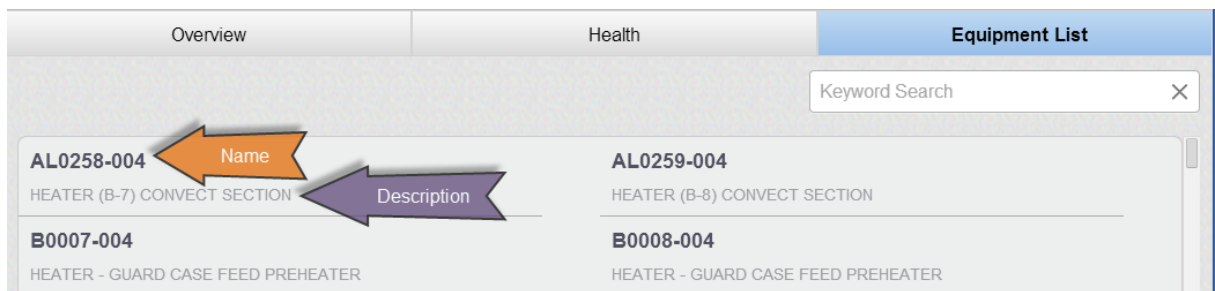 Overview Health Equipment List
Keyword Search
AL0258-004 Name AL0259-004
HEATER (B-7) CONVECT SECTION Description HEATER (B-8) CONVECT SECTION
B0007-004 B0008-004
HEATER - GUARD CASE FEED PREHEATER HEATER - GUARD CASE FEED PREHEATER